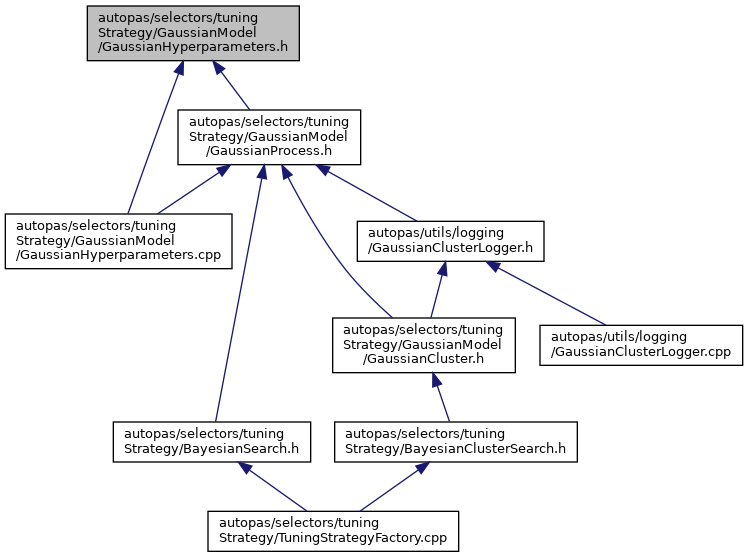 autopas/selectors/tuning
Strategy/GaussianModel
/GaussianHyperparameters.h
autopas/selectors/tuning
Strategy/GaussianModel
/GaussianProcess.h
autopas/selectors/tuning
Strategy/GaussianModel
/GaussianHyperparameters.cpp
autopas/utils/logging
/GaussianClusterLogger.h
autopas/selectors/tuning
Strategy/GaussianModel
/GaussianCluster.h
autopas/utils/logging
/GaussianClusterLogger.cpp
autopas/selectors/tuning
Strategy/BayesianSearch.h
autopas/selectors/tuning
Strategy/BayesianClusterSearch.h
autopas/selectors/tuning
Strategy/TuningStrategyFactory.cpp